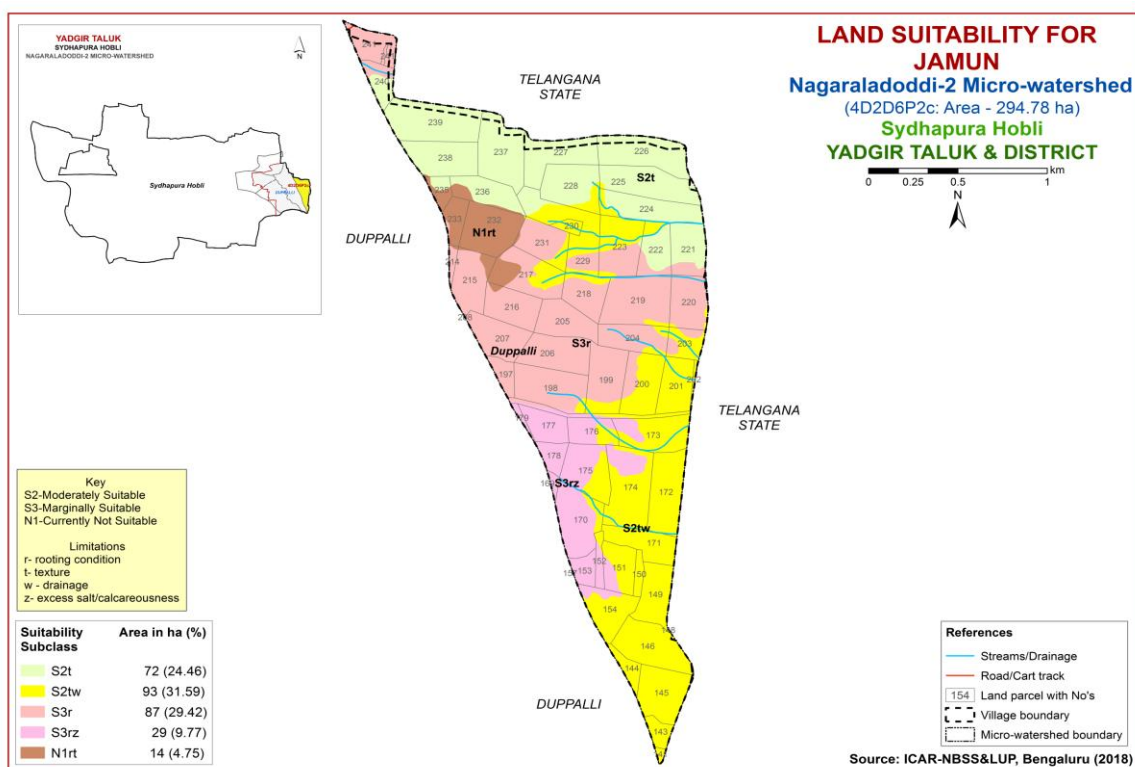 YADGIR TALUK
SYDHAPURA HOBLI
NAGARALADODDI-2 MICRO-WATERSHED
N
Sydhapura Hobli
DUPPALLI
LAND SUITABILITY FOR
JAMUN
Nagaraladoddi-2 Micro-watershed
(4D2D6P2c: Area - 294.78 ha)
Sydhapura Hobli
YADGIR TALUK & DISTRICT
km
0 0.25 0.5 1
N
TELANGANA
STATE
240
239
238
237
227
226
S2t
225
228
236
224
233
232
N1rt
230
231
223
222
221
229
DUPPALLI
214
215
217
218
219
220
216
205
207
S3r
204
203
Duppalli
206
197
198
199
200
201
TELANGANA
STATE
177
176
173
178
175
S3rz
174
172
170
S2tw
171
152
153
151
150
149
154
146
144
145
143
DUPPALLI
Key
S2-Moderately Suitable
S3-Marginally Suitable
N1-Currently Not Suitable
Limitations
r- rooting condition
t- texture
w - drainage
z- excess salt/calcareousness
Suitability Subclass Area in ha (%)
S2t 72 (24.46)
S2tw 93 (31.59)
S3r 87 (29.42)
S3rz 29 (9.77)
N1rt 14 (4.75)
References
Streams/Drainage
Road/Cart track
154 Land parcel with No's
Village boundary
Micro-watershed boundary
Source: ICAR-NBSS&LUP, Bengaluru (2018)